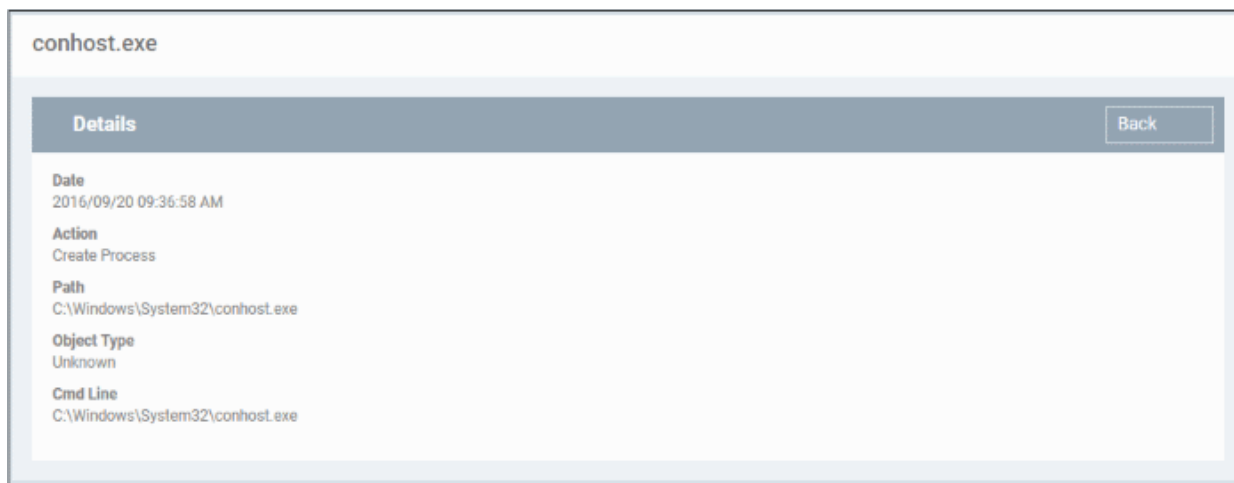 conhost.exe
Details
Back
Date
2016/09/20 09:36:58 AM
Action
Create Process
Path
C:\Windows\System32\conhost.exe
Object Type
Unknown
Cmd Line
C:\Windows\System32\conhost.exe